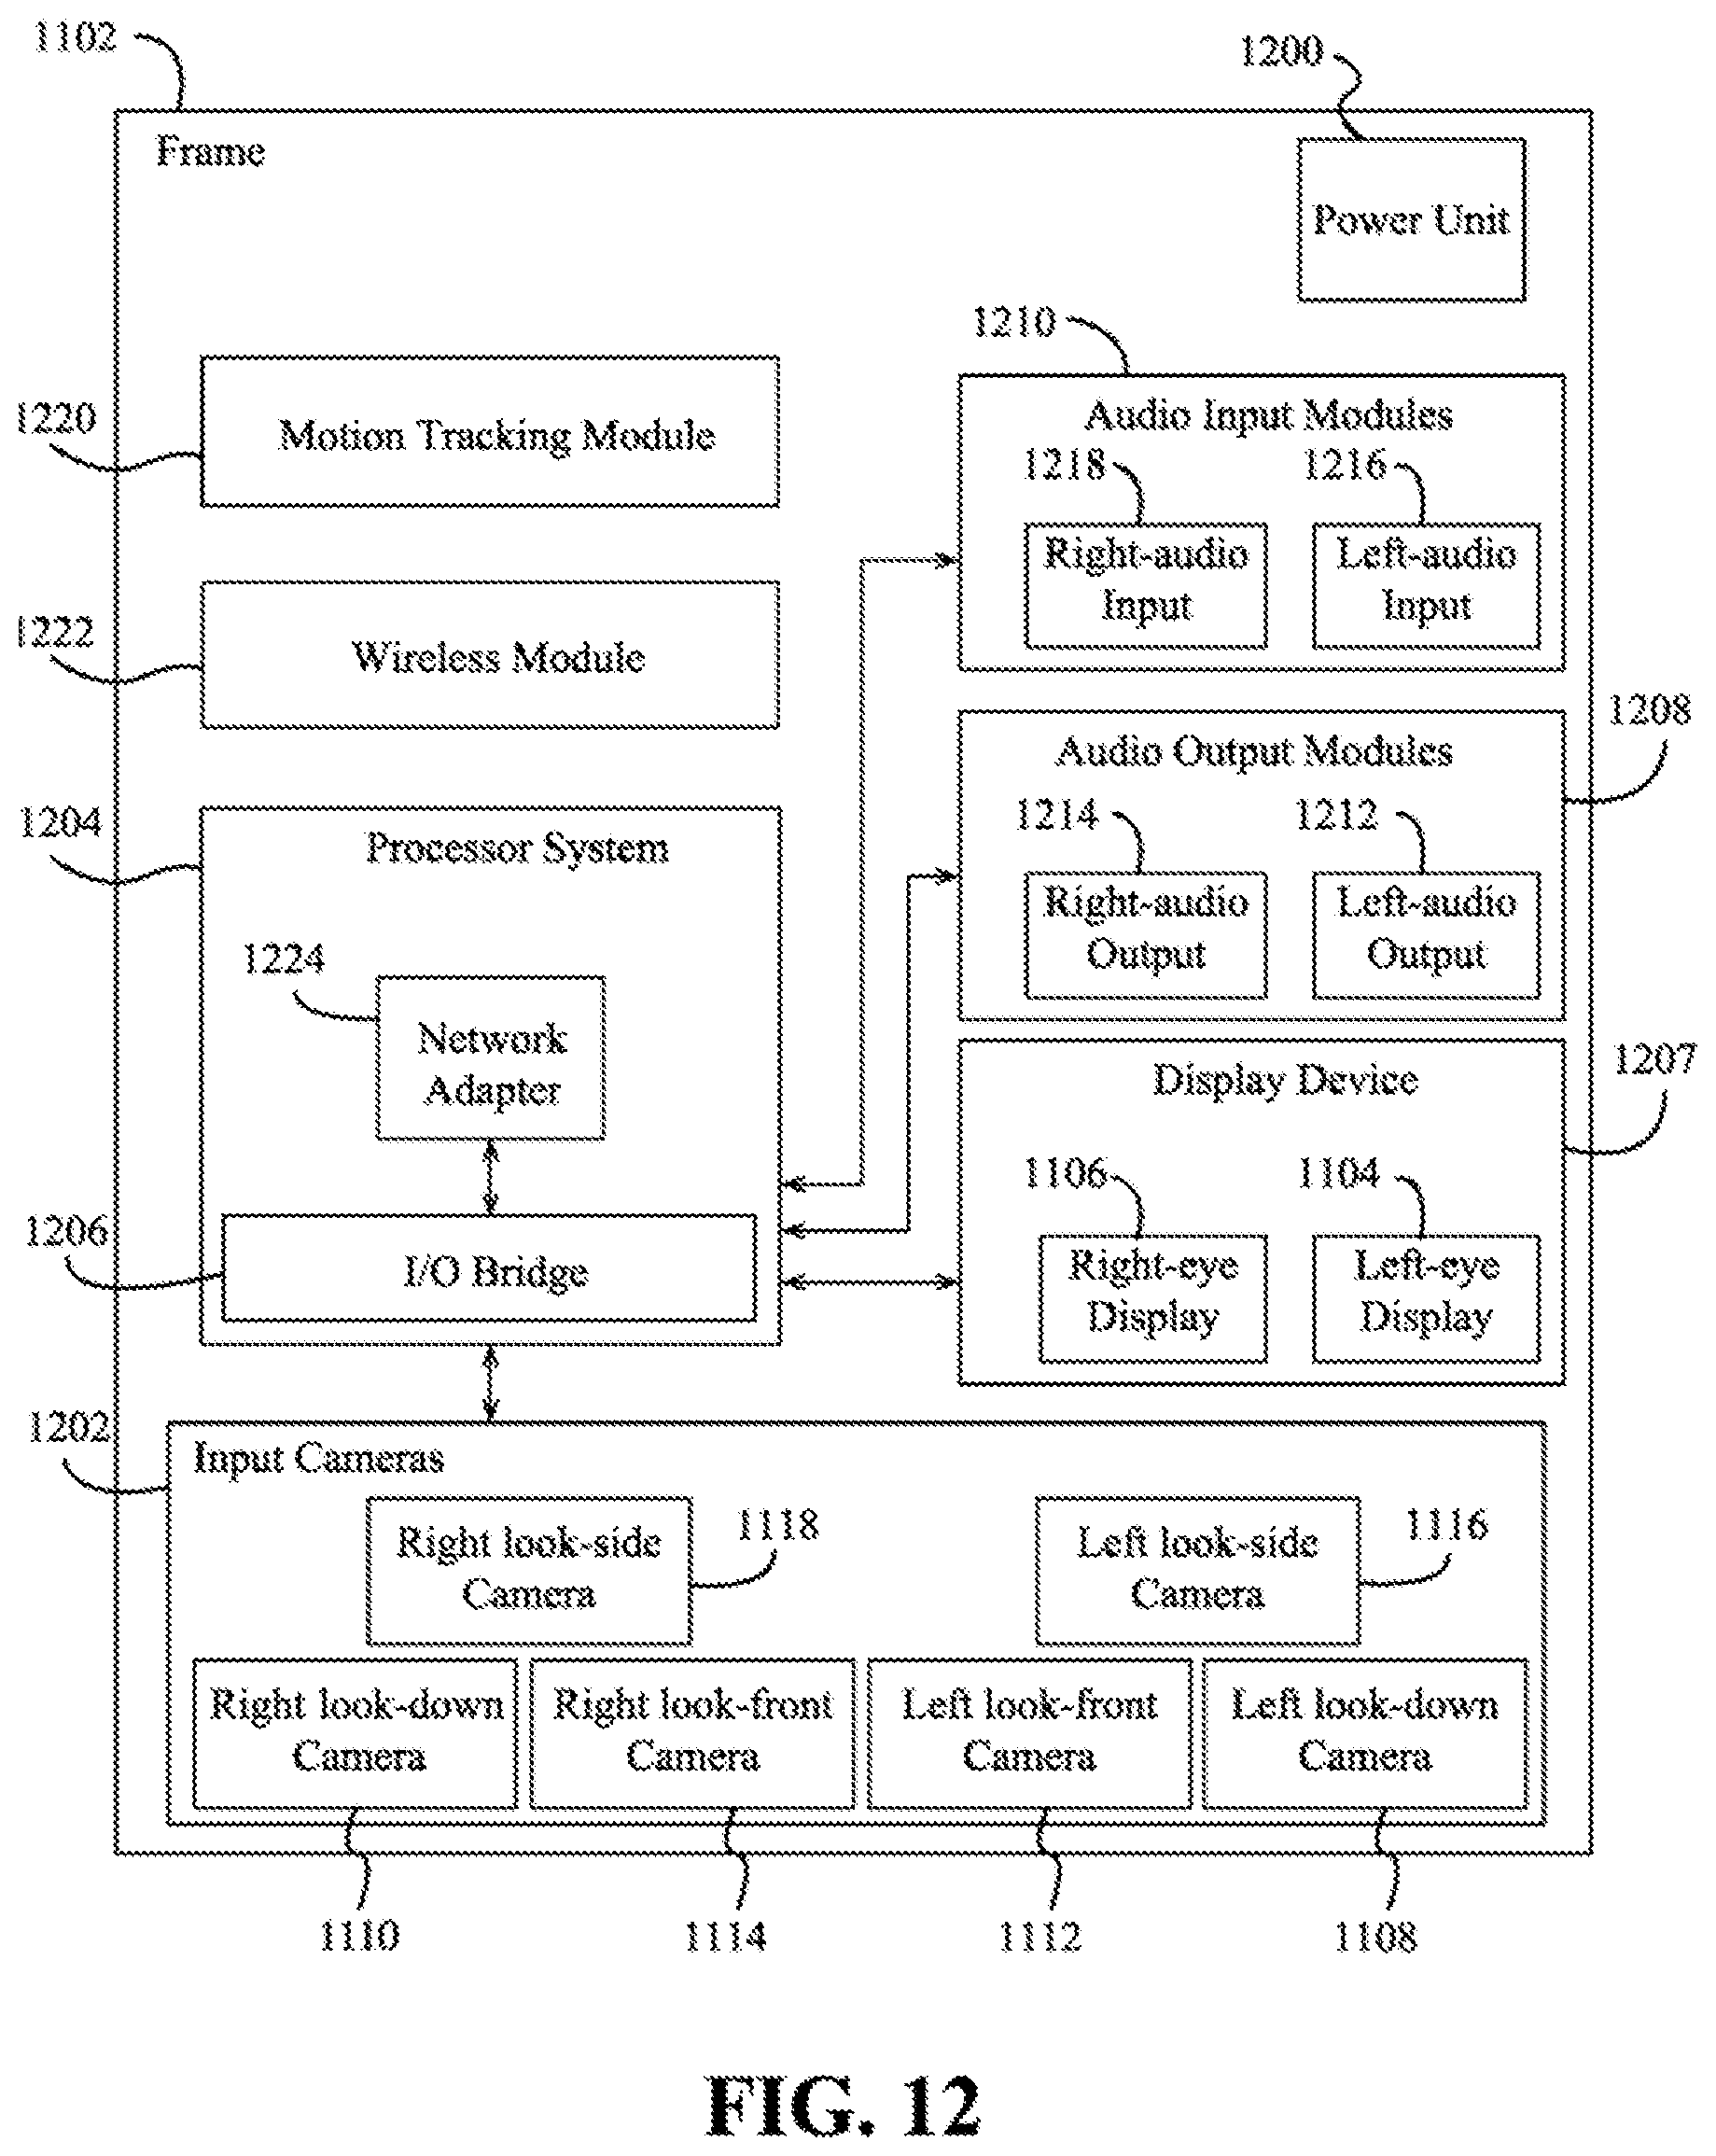 1102
1200
Frame
Power Unit
1210
1220
Motion Tracking Module
Audio Input Modules
1218
1216
Right-audio
Input
Left-audio
Input
1222
Wireless Module
1208
Audio Output Modules
1214
1212
Right-audio
Output
Left-audio
Output
1204
Processor System
1224
Network
Adapter
1207
Display Device
1106
1104
Right-eye
Display
Left-eye
Display
1206
I/O Bridge
1202
Input Cameras
Right look-side
Camera
1118
Left look-side
Camera
1116
Right look-down
Camera
Right look-front
Camera
Left look-front
Camera
Left look-down
Camera
1110
1114
1112
1108
FIG. 12